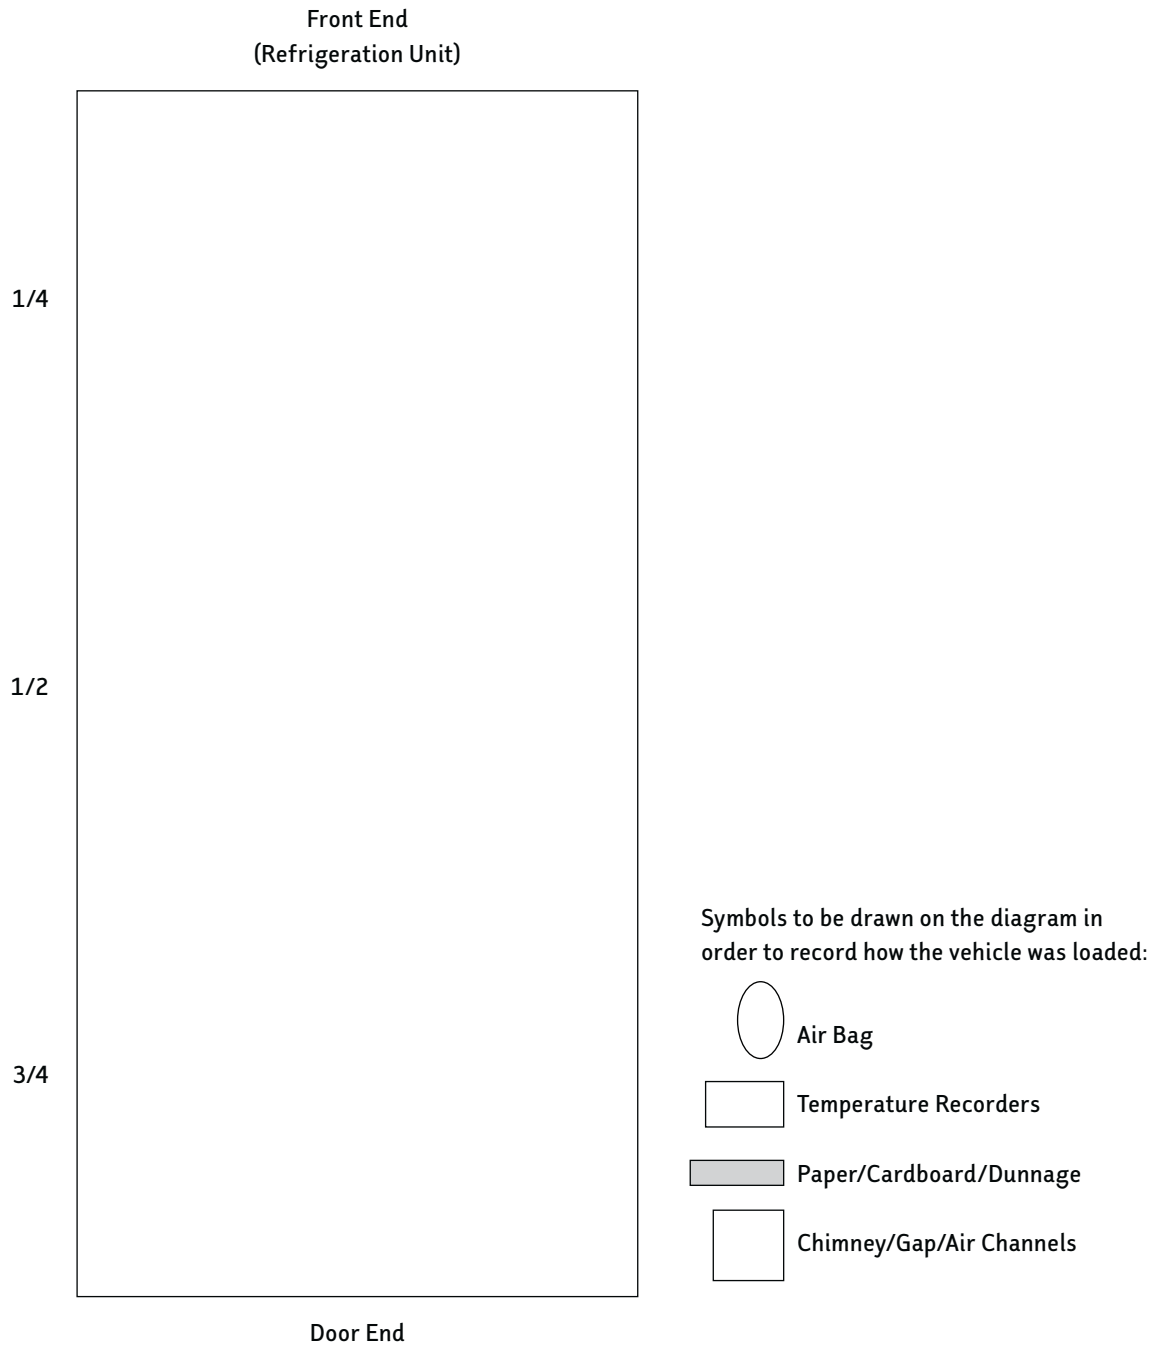 Front End
(Refrigeration Unit)
1/4
1/2
3/4
Symbols to be drawn on the diagram in
order to record how the vehicle was loaded:
Air Bag
Temperature Recorders
Paper/Cardboard/Dunnage
Chimney/Gap/Air Channels
Door End